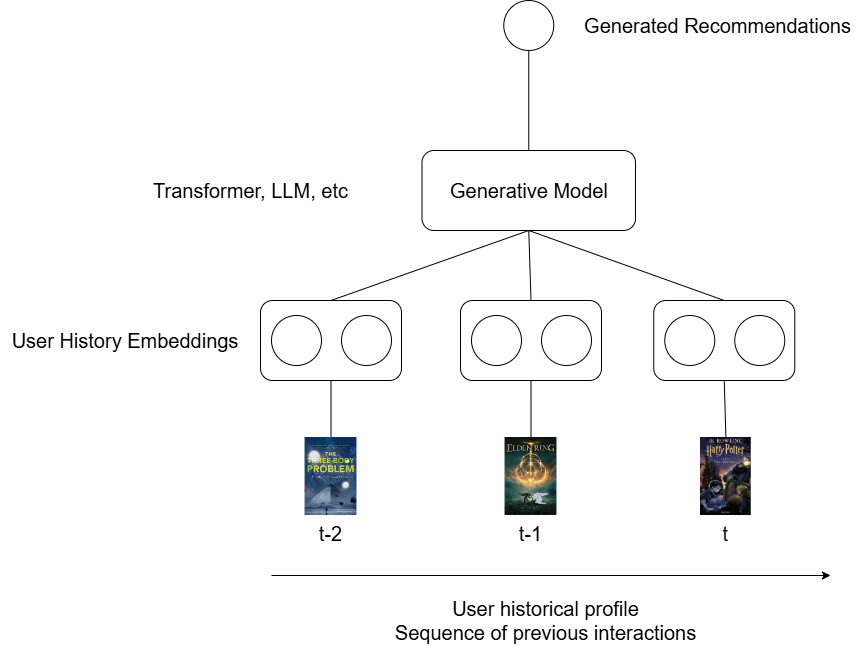 Generated Recommendations
Transformer, LLM, etc
Generative Model
User History Embeddings
THE
THREE-BODY
PROBLEM
ELDEN RING
J.K. ROWLING
Harry Potter
t-2
t-1
t
User historical profile
Sequence of previous interactions